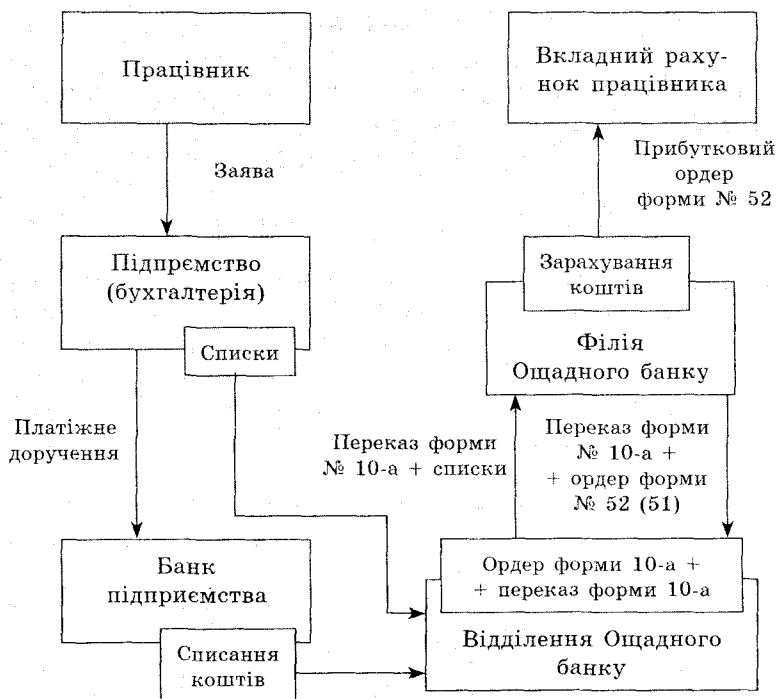 Працівник
Вкладний раху-
нок працівника
Заява
Прибутковий
ордер
форми № 52
Підпрємство
(бухгалтерія)
Списки
Зарахування
коштів
Філія
Ощадного банку
Платіжне
доручення
Переказ форми
№ 10-а + списки
Переказ форми
№ 10-а +
+ ордер форми
№ 52 (51)
Банк
підприємства
Списання
коштів
Ордер форми 10-а +
+ переказ форми 10-а
Відділення Ощадного
банку